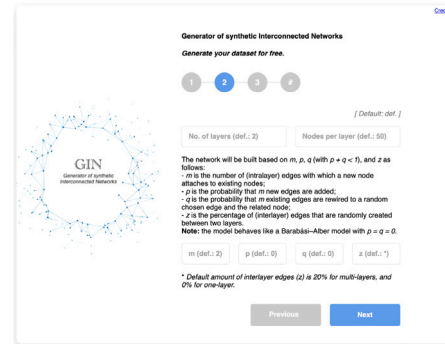 Cred
Generator of synthetic Interconnected Networks
Generate your dataset for free.
1
2
3
#
[ Default: def. ]
No. of layers (def.: 2)
Nodes per layer (def.: 50)
GIN
Generator of synthetic
Interconnected Networks
The network will be built based on m, p, q (with p + q < 1), and z as
follows:
- m is the number of (intralayer) edges with which a new node
attaches to existing nodes;
- p is the probability that m new edges are added;
- q is the probability that m existing edges are rewired to a random
chosen edge and the related node;
- z is the percentage of (interlayer) edges that are randomly created
between two layers.
Note: the model behaves like a Barabási–Alber model with p = q = 0.
m (def.: 2)
p (def.: 0)
q (def.: 0)
z (def.: *)
* Default amount of interlayer edges (z) is 20% for multi-layers, and
0% for one-layer.
Previous
Next